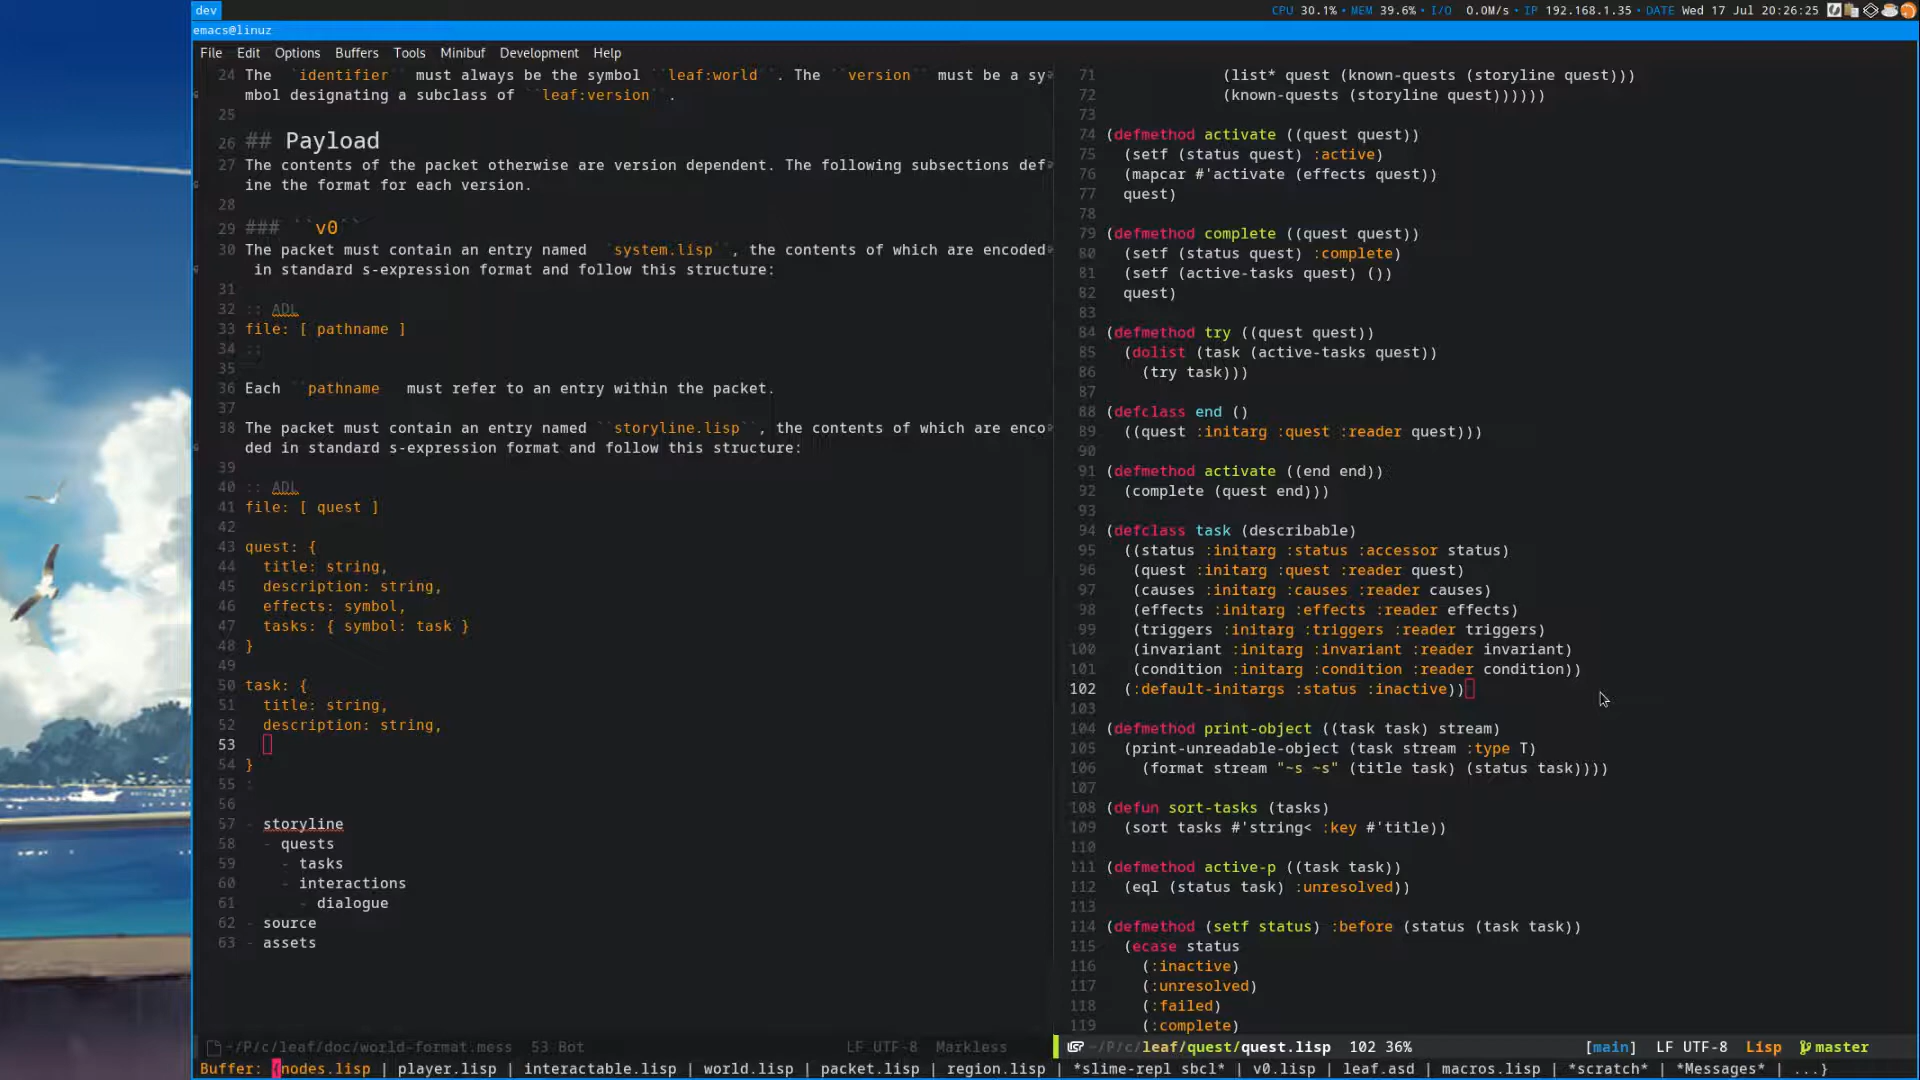 dev
CPU 30.1% • MEM 39.6% • I/O 0.0M/s • IP 192.168.1.35 • DATE Wed 17 Jul 20:26:25
emacs@linuz
File Edit Options Buffers Tools Minibuf Development Help
24 The ``identifier`` must always be the symbol ``leaf:world``. The ``version`` must be a sy
mbol designating a subclass of ``leaf:version``.
25
26 ## Payload
27 The contents of the packet otherwise are version dependent. The following subsections def
ine the format for each version.
28
29 ### ``v0``
30 The packet must contain an entry named ``system.lisp``, the contents of which are encoded
in standard s-expression format and follow this structure:
31
32 :: ADL
33 file: [ pathname ]
34 ::
35
36 Each ``pathname`` must refer to an entry within the packet.
37
38 The packet must contain an entry named ``storyline.lisp``, the contents of which are enco
ded in standard s-expression format and follow this structure:
39
40 :: ADL
41 file: [ quest ]
42
43 quest: {
44 title: string,
45 description: string,
46 effects: symbol,
47 tasks: { symbol: task }
48 }
49
50 task: {
51 title: string,
52 description: string,
53
54 }
55 :
56
57 - storyline
58 - quests
59 - tasks
60 - interactions
61 - dialogue
62 - source
63 - assets
~/P/c/leaf/doc/world-format.mess 53 Bot LF UTF-8 Markless
71 (list* quest (known-quests (storyline quest)))
72 (known-quests (storyline quest))))))
73
74 (defmethod activate ((quest quest))
75 (setf (status quest) :active)
76 (mapcar #'activate (effects quest))
77 quest)
78
79 (defmethod complete ((quest quest))
80 (setf (status quest) :complete)
81 (setf (active-tasks quest) ())
82 quest)
83
84 (defmethod try ((quest quest))
85 (dolist (task (active-tasks quest))
86 (try task)))
87
88 (defclass end ()
89 ((quest :initarg :quest :reader quest)))
90
91 (defmethod activate ((end end))
92 (complete (quest end)))
93
94 (defclass task (describable)
95 ((status :initarg :status :accessor status)
96 (quest :initarg :quest :reader quest)
97 (causes :initarg :causes :reader causes)
98 (effects :initarg :effects :reader effects)
99 (triggers :initarg :triggers :reader triggers)
100 (invariant :initarg :invariant :reader invariant)
101 (condition :initarg :condition :reader condition))
102 (:default-initargs :status :inactive))
103
104 (defmethod print-object ((task task) stream)
105 (print-unreadable-object (task stream :type T)
106 (format stream "~s ~s" (title task) (status task))))
107
108 (defun sort-tasks (tasks)
109 (sort tasks #'string< :key #'title))
110
111 (defmethod active-p ((task task))
112 (eql (status task) :unresolved))
113
114 (defmethod (setf status) :before (status (task task))
115 (ecase status
116 (:inactive)
117 (:unresolved)
118 (:failed)
119 (:complete)
~/P/c/leaf/quest/quest.lisp 102 36% [main] LF UTF-8 Lisp master
Buffer: {nodes.lisp | player.lisp | interactable.lisp | world.lisp | packet.lisp | region.lisp | *slime-repl sbcl* | v0.lisp | leaf.asd | macros.lisp | *scratch* | *Messages* | ...}